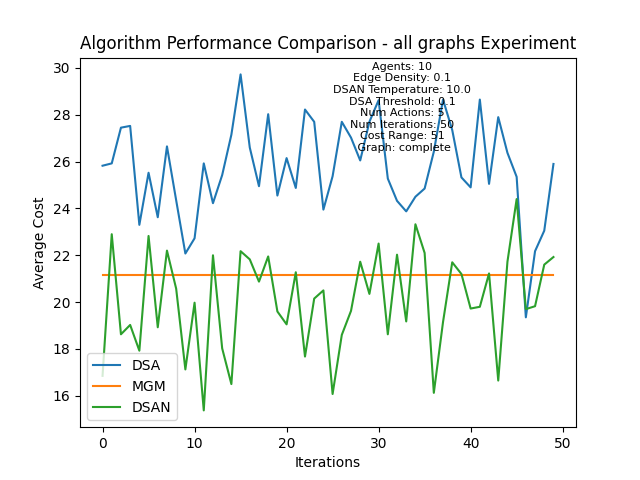 Algorithm Performance Comparison - all graphs Experiment
Agents: 10
Edge Density: 0.1
DSAN Temperature: 10.0
DSA Threshold: 0.1
Num Actions: 5
Num Iterations: 50
Cost Range: 51
Graph: complete
Average Cost
30
28
26
24
22
20
18
16
DSA
MGM
DSAN
0
10
20
30
40
50
Iterations